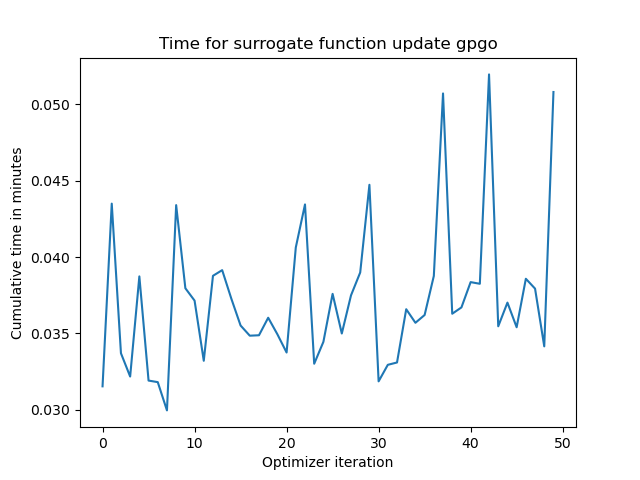 Time for surrogate function update gpgo
Cumulative time in minutes
0.050
0.045
0.040
0.035
0.030
0 10 20 30 40 50
Optimizer iteration